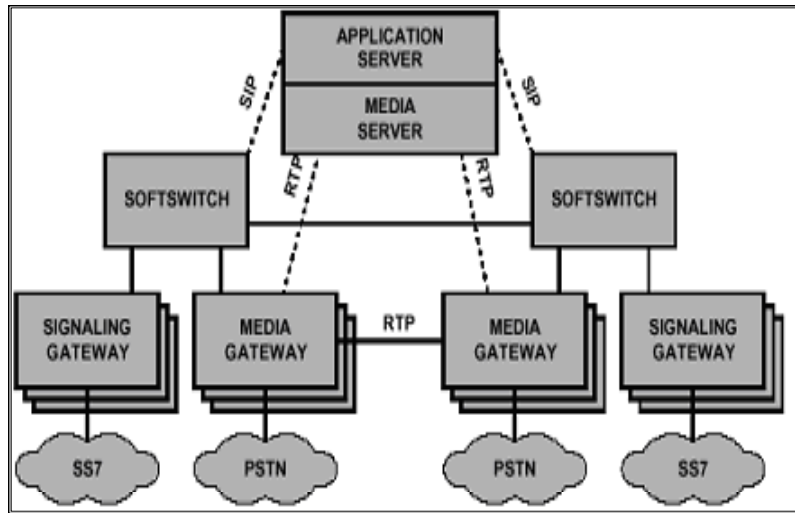 APPLICATION
SERVER
SIP
SIP
MEDIA
SERVER
RTP
RTP
SOFTSWITCH
SOFTSWITCH
SIGNALING
GATEWAY
MEDIA
GATEWAY
RTP
MEDIA
GATEWAY
SIGNALING
GATEWAY
SS7
PSTN
PSTN
SS7